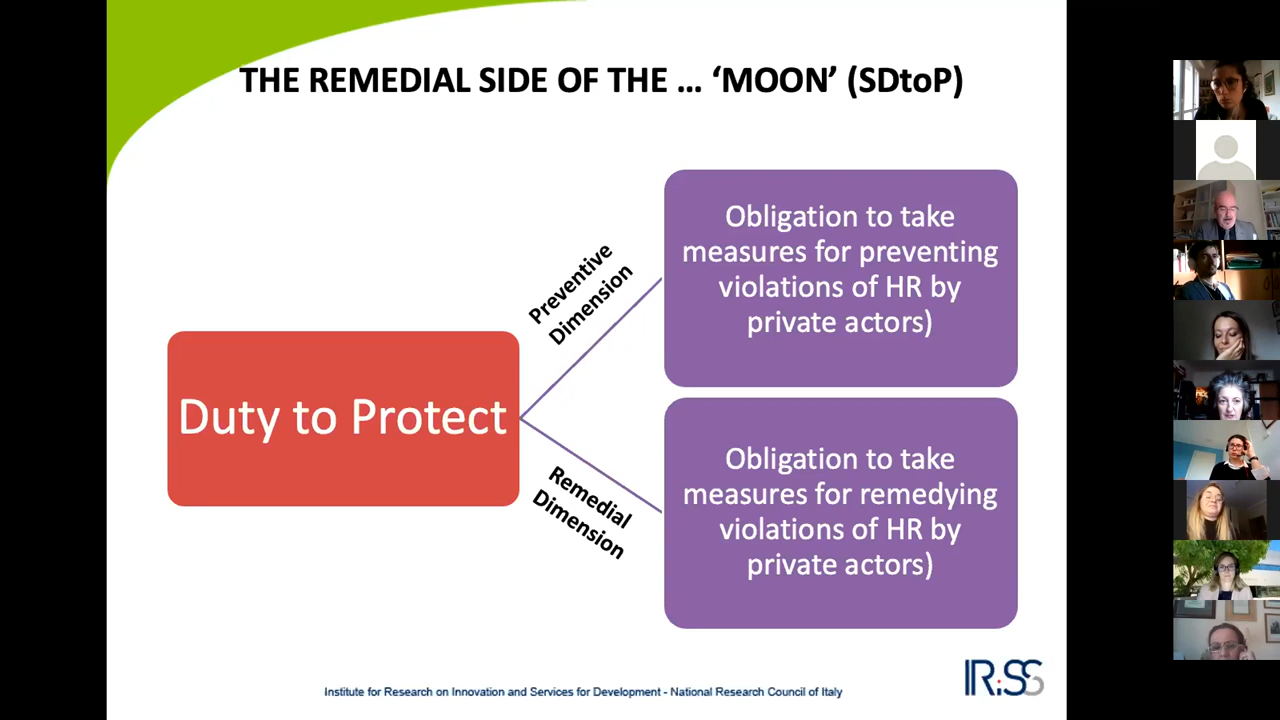 THE REMEDIAL SIDE OF THE ... ‘MOON’ (SDtoP)
Duty to Protect
Preventive
Dimension
Obligation to take
measures for preventing
violations of HR by
private actors)
Remedial
Dimension
Obligation to take
measures for remedying
violations of HR by
private actors)
Institute for Research on Innovation and Services for Development - National Research Council of Italy
IRiSS